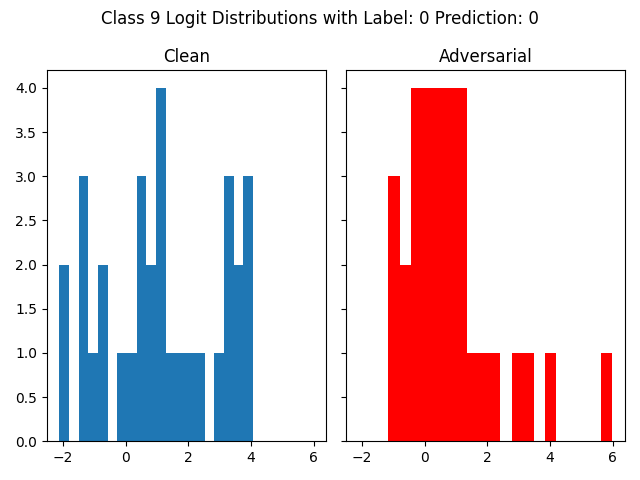 Class 9 Logit Distributions with Label: 0 Prediction: 0
Clean
Adversarial
4.0
3.5
3.0
2.5
2.0
1.5
1.0
0.5
0.0
−2 0 2 4 6
−2 0 2 4 6